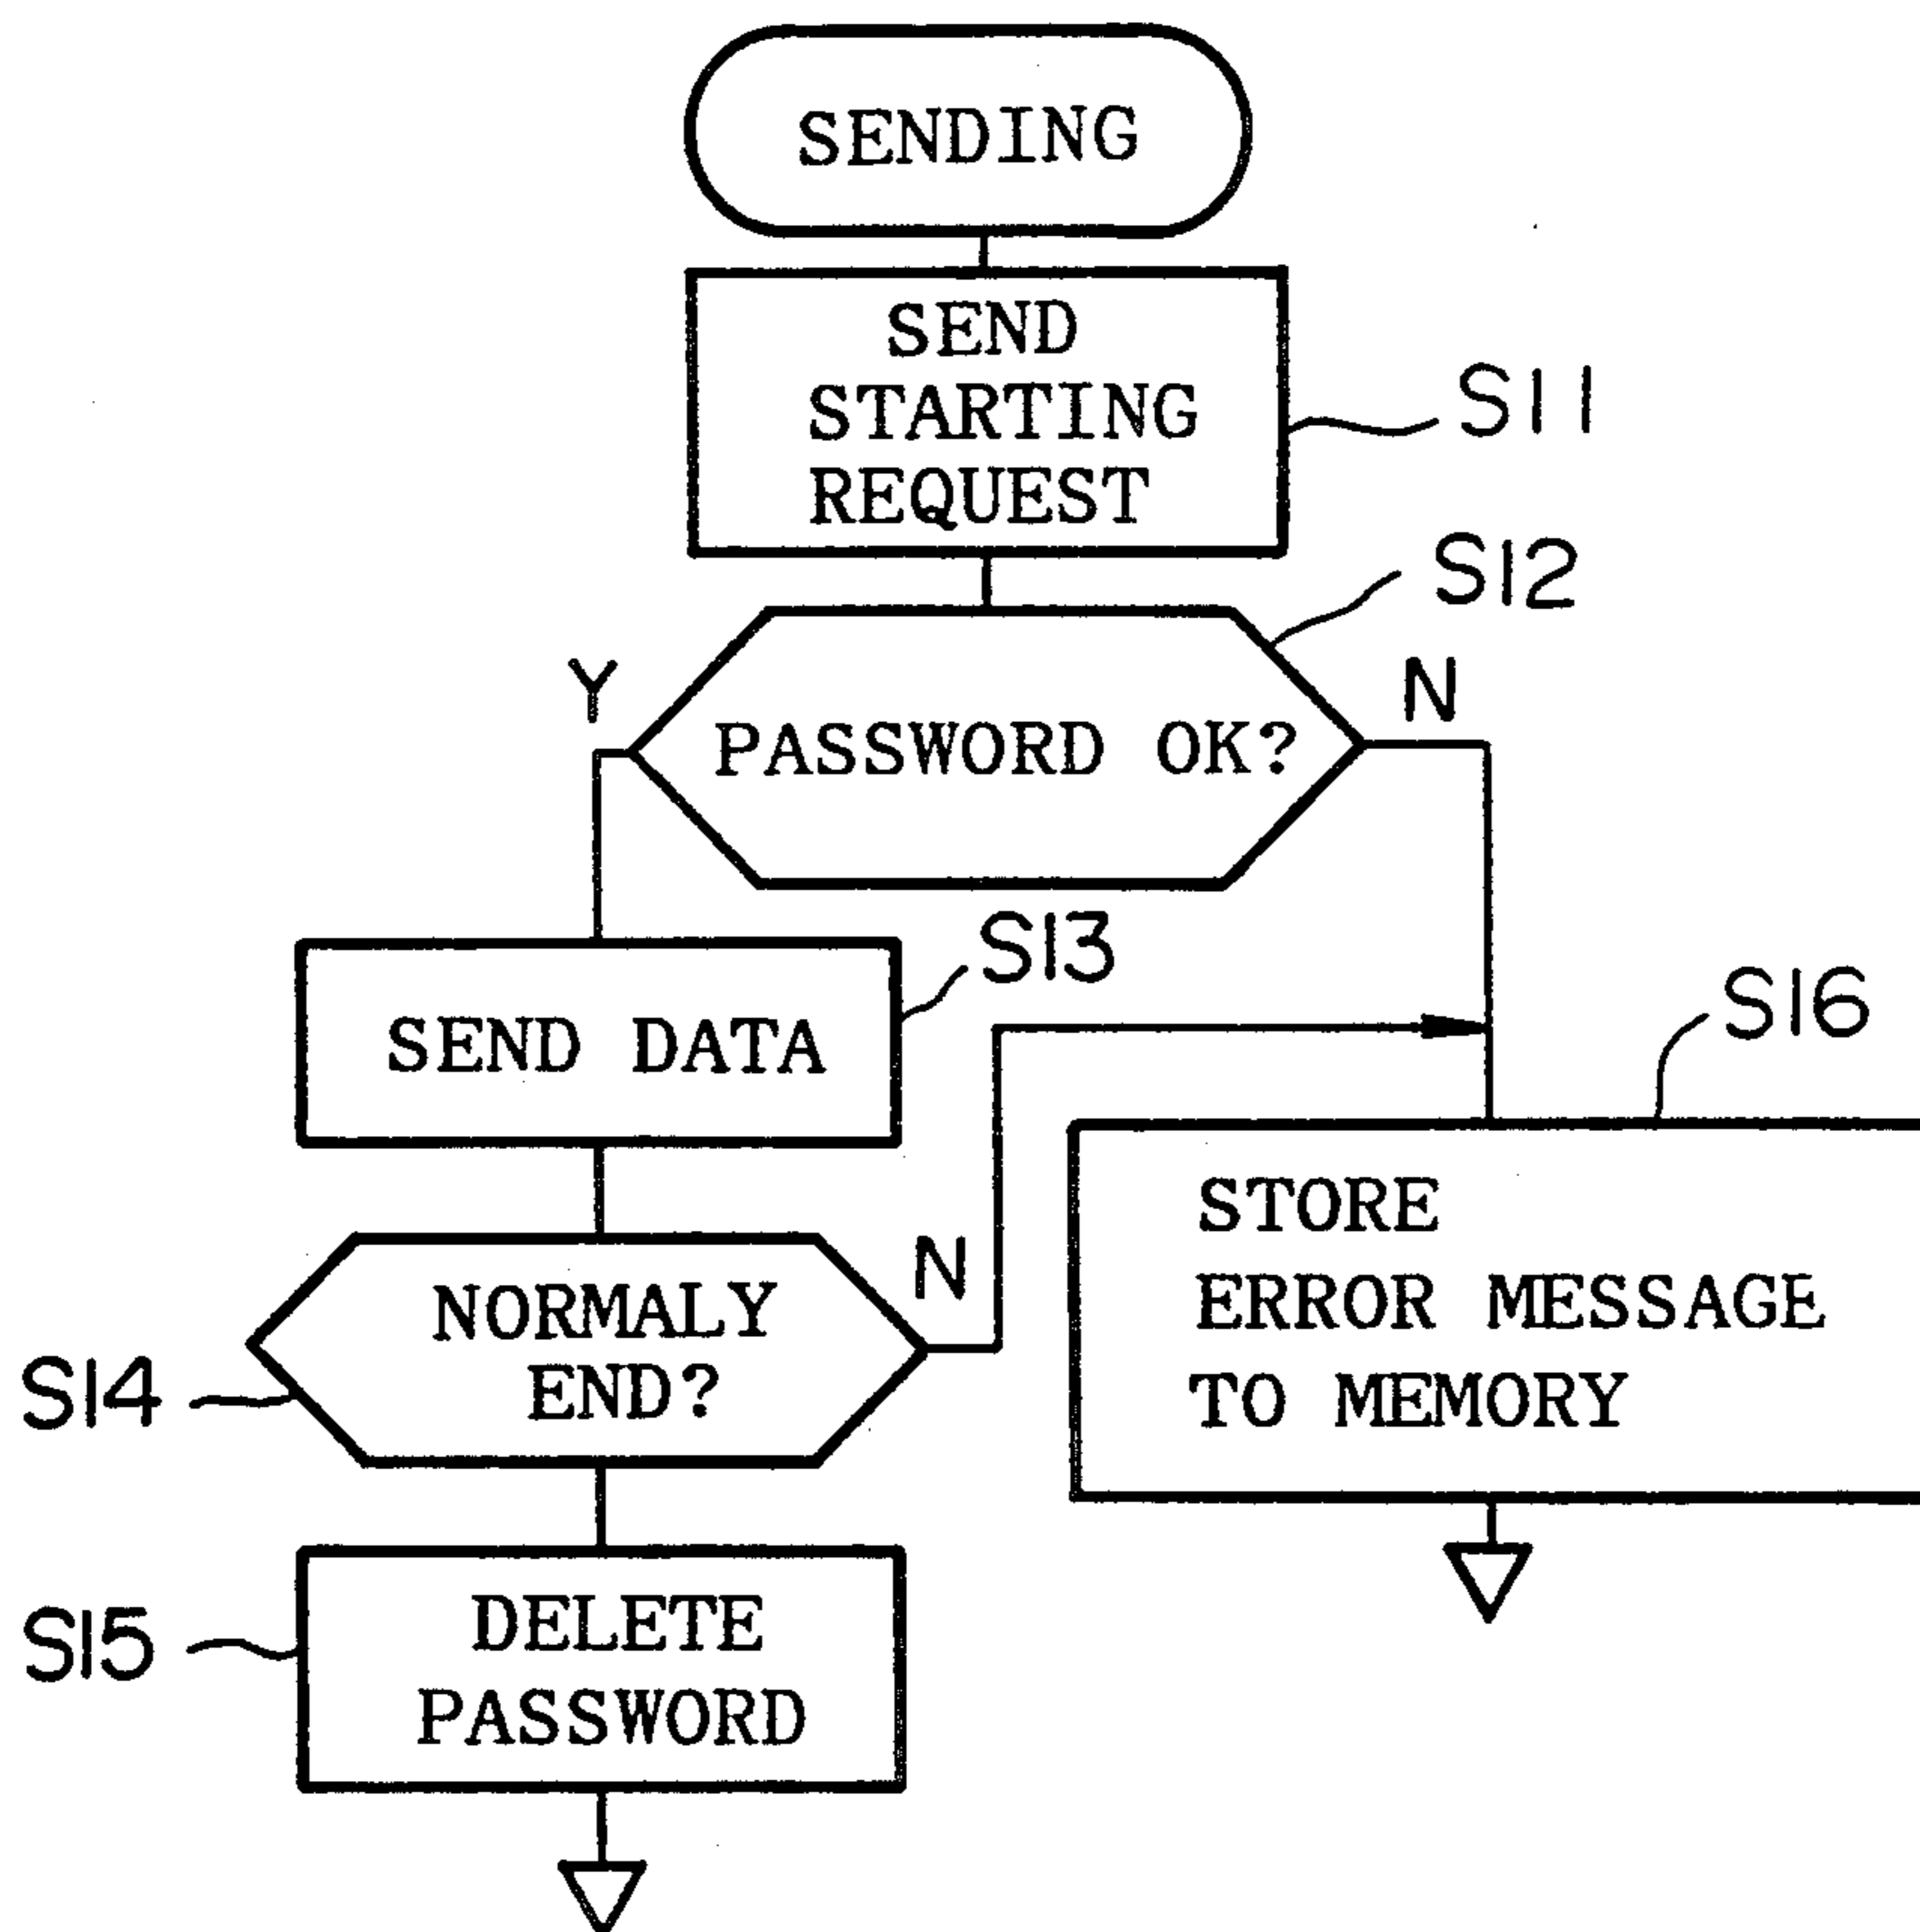 SENDING
SEND
STARTING
REQUEST
S11
S12
Y
N
PASSWORD OK?
S13
SEND DATA
S16
STORE
ERROR MESSAGE
TO MEMORY
N
NORMALY
END?
S14
DELETE
PASSWORD
S15